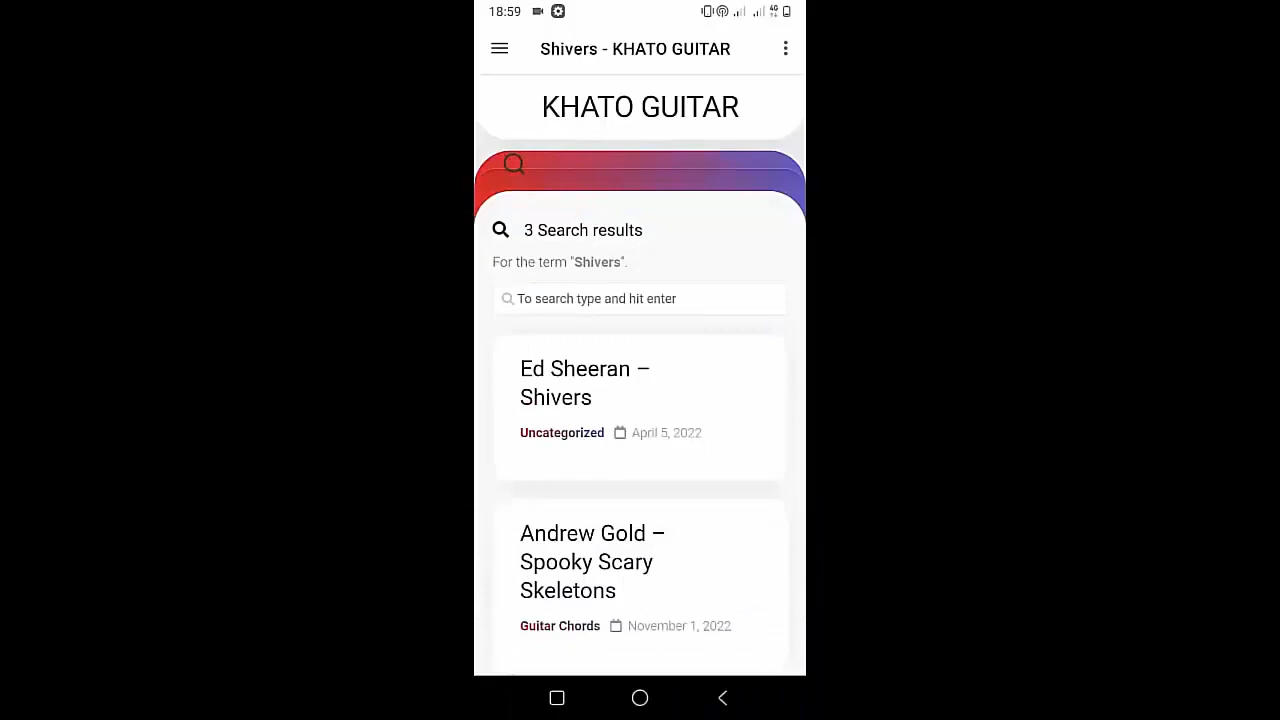 18:59
4G
Shivers - KHATO GUITAR
KHATO GUITAR
3 Search results
For the term "Shivers".
To search type and hit enter
Ed Sheeran –
Shivers
Uncategorized April 5, 2022
Andrew Gold –
Spooky Scary
Skeletons
Guitar Chords November 1, 2022